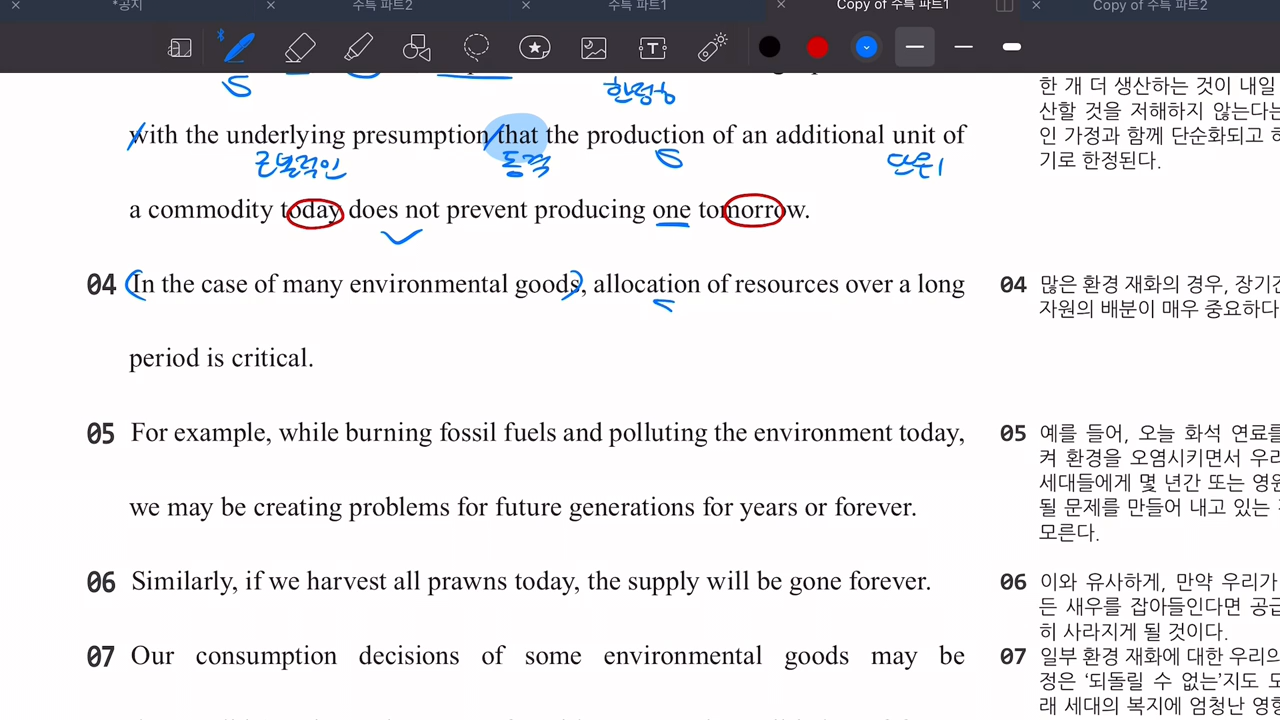 *공지
수특 파트2
수특 파트1
Copy of 수특 파트1
Copy of 수특 파트2
S
한정상
with the underlying presumption that the production of an additional unit of
근본적인 동격 S 단윈
a commodity today does not prevent producing one tomorrow.
04 In the case of many environmental goods, allocation of resources over a long
S
period is critical.
05 For example, while burning fossil fuels and polluting the environment today,
we may be creating problems for future generations for years or forever.
06 Similarly, if we harvest all prawns today, the supply will be gone forever.
07 Our consumption decisions of some environmental goods may be
한 개 더 생산하는 것이 내일
산할 것을 저해하지 않는다는
인 가정과 함께 단순화되고 
기로 한정된다.
04 많은 환경 재화의 경우, 장기간
자원의 배분이 매우 중요하다
05 예를 들어, 오늘 화석 연료를
켜 환경을 오염시키면서 우리
세대들에게 몇 년간 또는 영원
될 문제를 만들어 내고 있는
모른다.
06 이와 유사하게, 만약 우리가
든 새우를 잡아들인다면 공급
히 사라지게 될 것이다.
07 일부 환경 재화에 대한 우리의
정은 ‘되돌릴 수 없는’지도 모
래 세대의 복지에 엄청난 영향